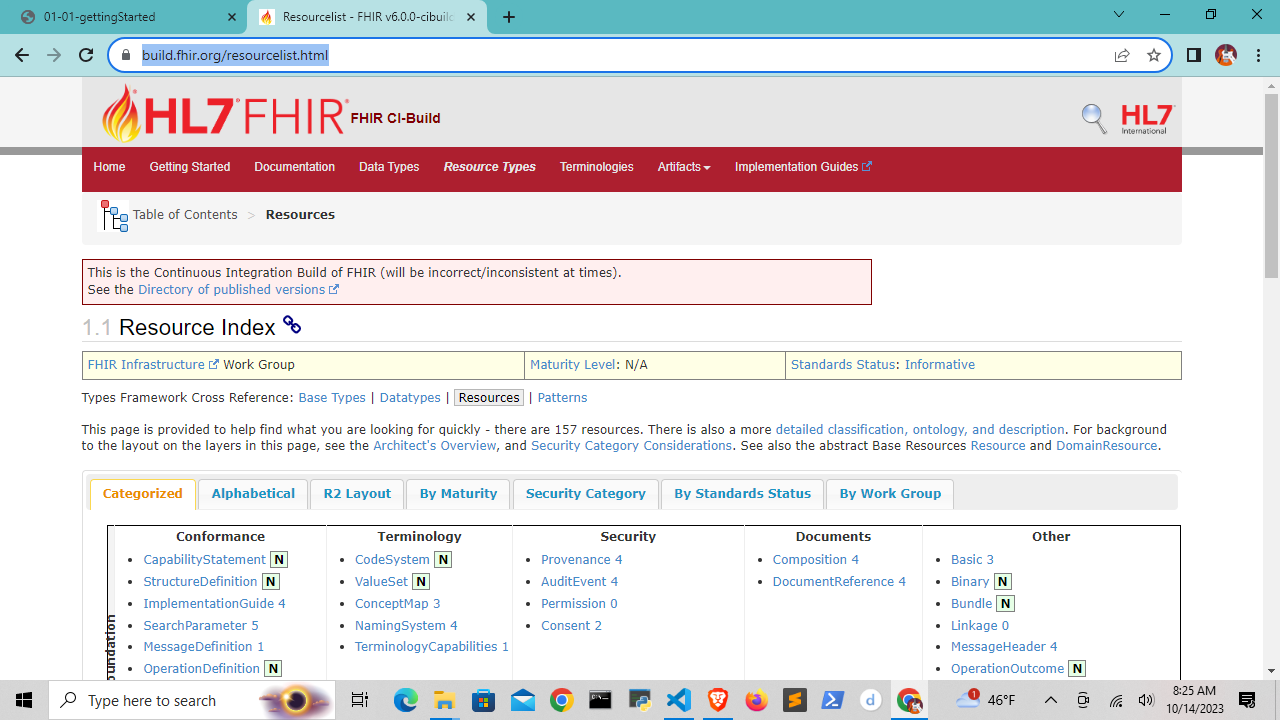 01-01-gettingStarted
Resourcelist - FHIR v6.0.0-cibuild
build.fhir.org/resourcelist.html
HL7 FHIR FHIR CI-Build
HL7
International
Home Getting Started Documentation Data Types Resource Types Terminologies Artifacts Implementation Guides
Table of Contents > Resources
This is the Continuous Integration Build of FHIR (will be incorrect/inconsistent at times).
See the Directory of published versions
1.1 Resource Index
FHIR Infrastructure Work Group Maturity Level: N/A Standards Status: Informative
Types Framework Cross Reference: Base Types | Datatypes | Resources | Patterns
This page is provided to help find what you are looking for quickly - there are 157 resources. There is also a more detailed classification, ontology, and description. For background
to the layout on the layers in this page, see the Architect's Overview, and Security Category Considerations. See also the abstract Base Resources Resource and DomainResource.
Categorized Alphabetical R2 Layout By Maturity Security Category By Standards Status By Work Group
Conformance Terminology Security Documents Other
CapabilityStatement N CodeSystem N Provenance 4 Composition 4 Basic 3
StructureDefinition N ValueSet N AuditEvent 4 DocumentReference 4 Binary N
ImplementationGuide 4 ConceptMap 3 Permission 0 Bundle N
SearchParameter 5 NamingSystem 4 Consent 2 Linkage 0
MessageDefinition 1 TerminologyCapabilities 1 MessageHeader 4
OperationDefinition N OperationOutcome N
Type here to search
1
46°F
8:25 AM
10/14/2023